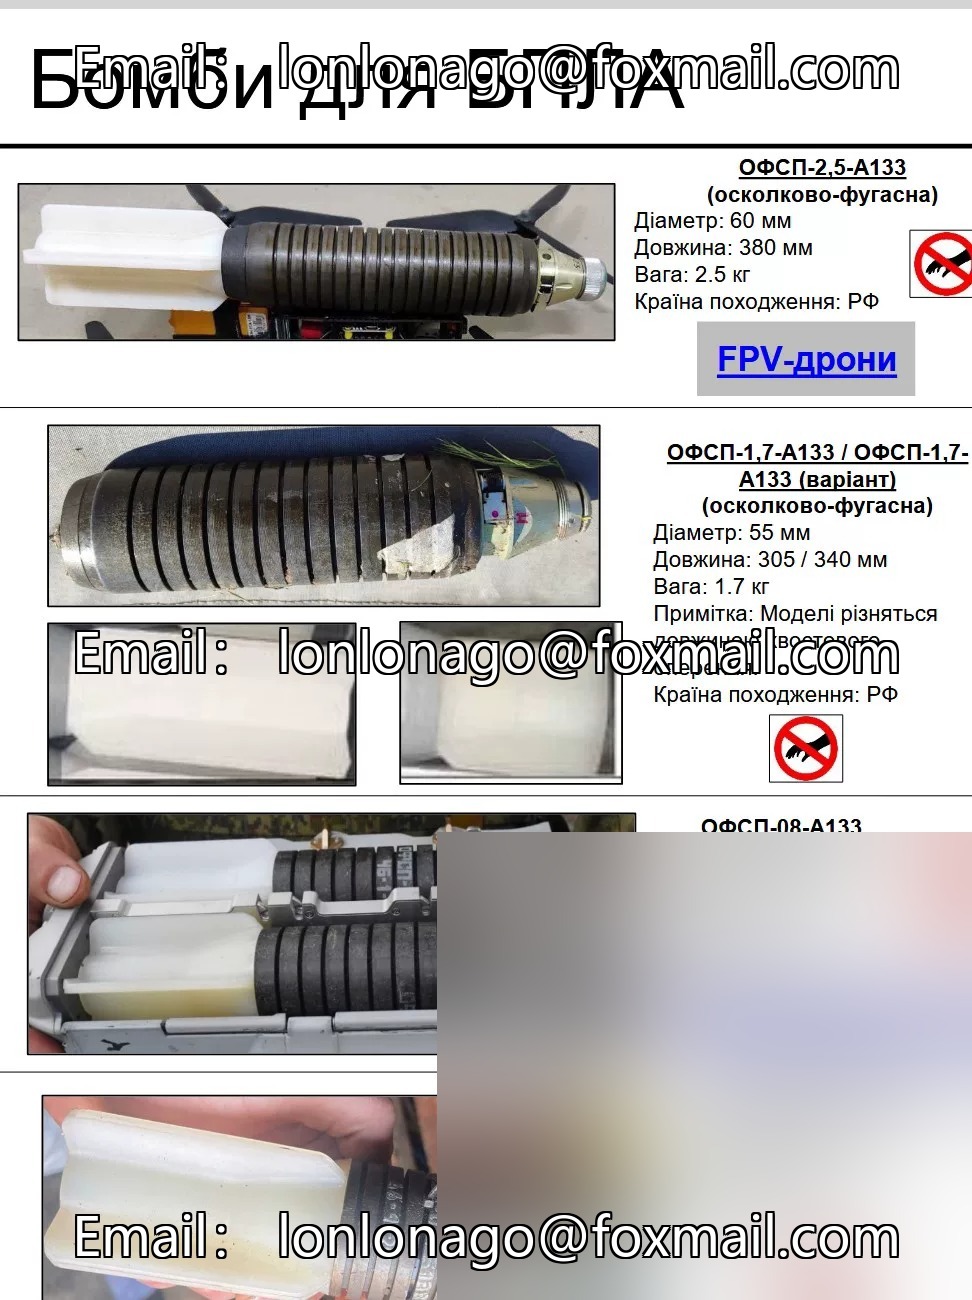 Бомби для БПЛА
Email： lonlonago@foxmail.com
ОФСП-2,5-А133
(осколково-фугасна)
Діаметр: 60 мм
Довжина: 380 мм
Вага: 2.5 кг
Країна походження: РФ
FPV-дрони
ОФСП-1,7-А133 / ОФСП-1,7-
А133 (варіант)
(осколково-фугасна)
Діаметр: 55 мм
Довжина: 305 / 340 мм
Вага: 1.7 кг
Примітка: Моделі різняться
довжиною хвостового
Email： lonlonago@foxmail.com
Країна походження: РФ
ОФСП-08-А133
Email： lonlonago@foxmail.com